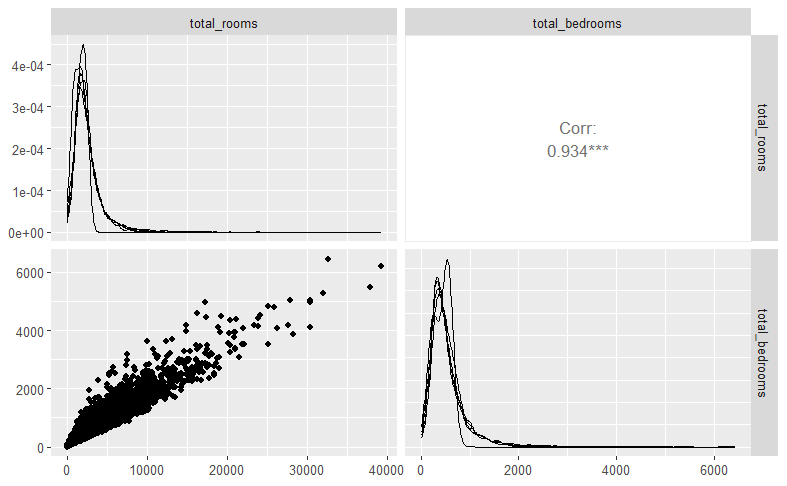 total_rooms
total_bedrooms
4e-04
3e-04
2e-04
1e-04
0e+00
Corr:
0.934***
total_rooms
6000
4000
2000
0
total_bedrooms
0
10000
20000
30000
40000
0
2000
4000
6000